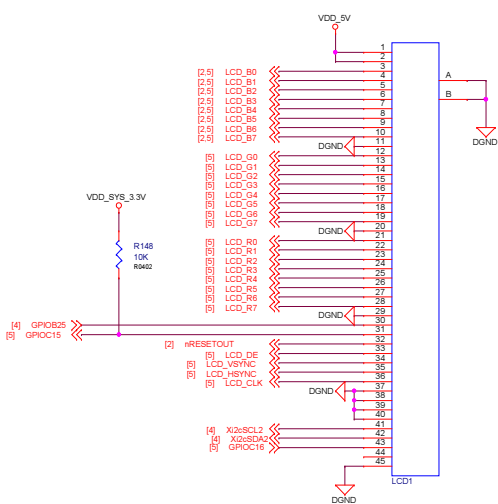 VDD_5V
1
2
[2,5] LCD_B0 3
[2,5] LCD_B1 4
[2,5] LCD_B2 5
[2,5] LCD_B3 6
[2,5] LCD_B4 7
[2,5] LCD_B5 8
[2,5] LCD_B6 9
[2,5] LCD_B7 10
DGND 11
[5] LCD_G0 12
[5] LCD_G1 13
[5] LCD_G2 14
[5] LCD_G3 15
[5] LCD_G4 16
[5] LCD_G5 17
[5] LCD_G6 18
[5] LCD_G7 19
DGND 20
[5] LCD_R0 21
[5] LCD_R1 22
[5] LCD_R2 23
[5] LCD_R3 24
[5] LCD_R4 25
[5] LCD_R5 26
[5] LCD_R6 27
[5] LCD_R7 28
DGND 29
[4] GPIOB25 30
[5] GPIOC15 31
[2] nRESETOUT 32
[5] LCD_DE 33
[5] LCD_VSYNC 34
[5] LCD_HSYNC 35
[5] LCD_CLK 36
DGND 37
38
39
40
[4] Xi2cSCL2 41
[4] Xi2cSDA2 42
[5] GPIOC16 43
44
45
DGND
LCD1
A
B
DGND
VDD_SYS_3.3V
R148
10K
R0402